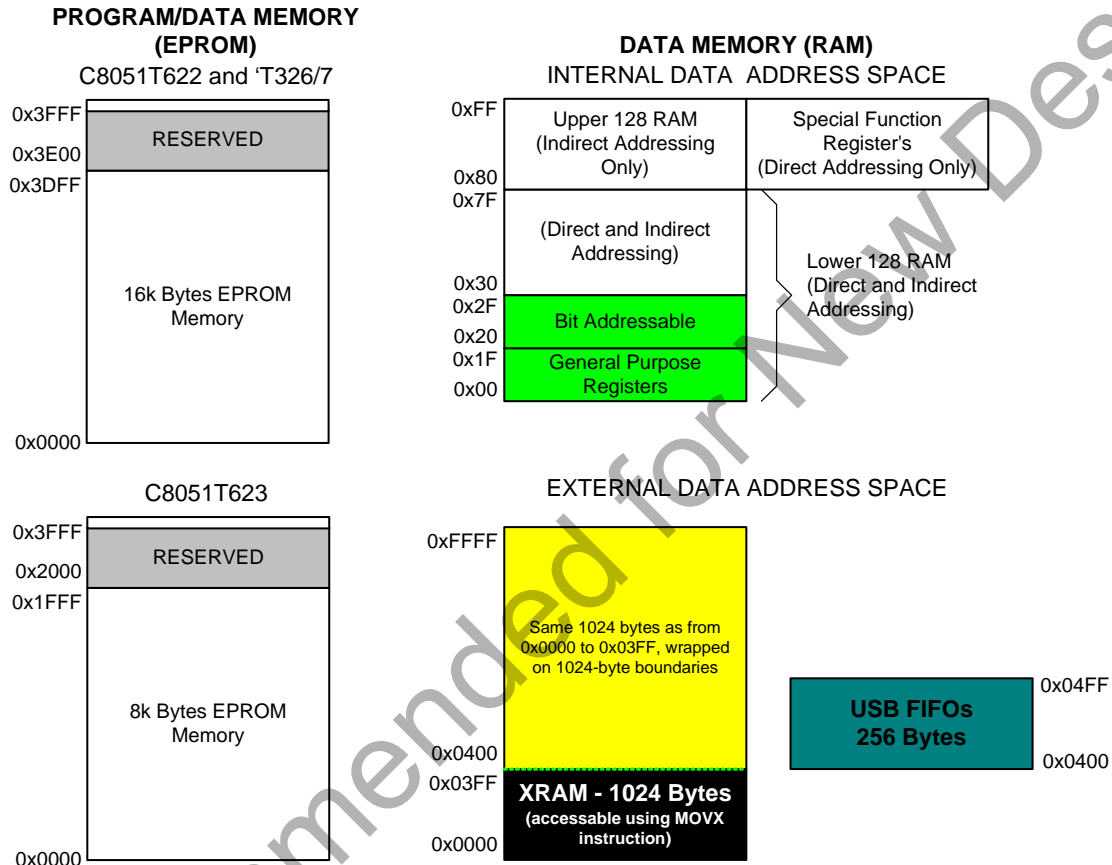 PROGRAM/DATA MEMORY
(EPROM)
C8051T622 and ‘T326/7
0x3FFF
RESERVED
0x3E00
0x3DFF
16k Bytes EPROM
Memory
0x0000
C8051T623
0x3FFF
RESERVED
0x2000
0x1FFF
8k Bytes EPROM
Memory
0x0000
DATA MEMORY (RAM)
INTERNAL DATA ADDRESS SPACE
0xFF
Upper 128 RAM
(Indirect Addressing
Only)
Special Function
Register's
(Direct Addressing Only)
0x80
0x7F
(Direct and Indirect
Addressing)
Lower 128 RAM
(Direct and Indirect
Addressing)
0x30
0x2F
Bit Addressable
0x20
0x1F
General Purpose
Registers
0x00
EXTERNAL DATA ADDRESS SPACE
0xFFFF
Same 1024 bytes as from
0x0000 to 0x03FF, wrapped
on 1024-byte boundaries
0x0400
0x03FF
XRAM - 1024 Bytes
(accessable using MOVX
instruction)
0x0000
0x04FF
USB FIFOs
256 Bytes
0x0400
mended for New Des